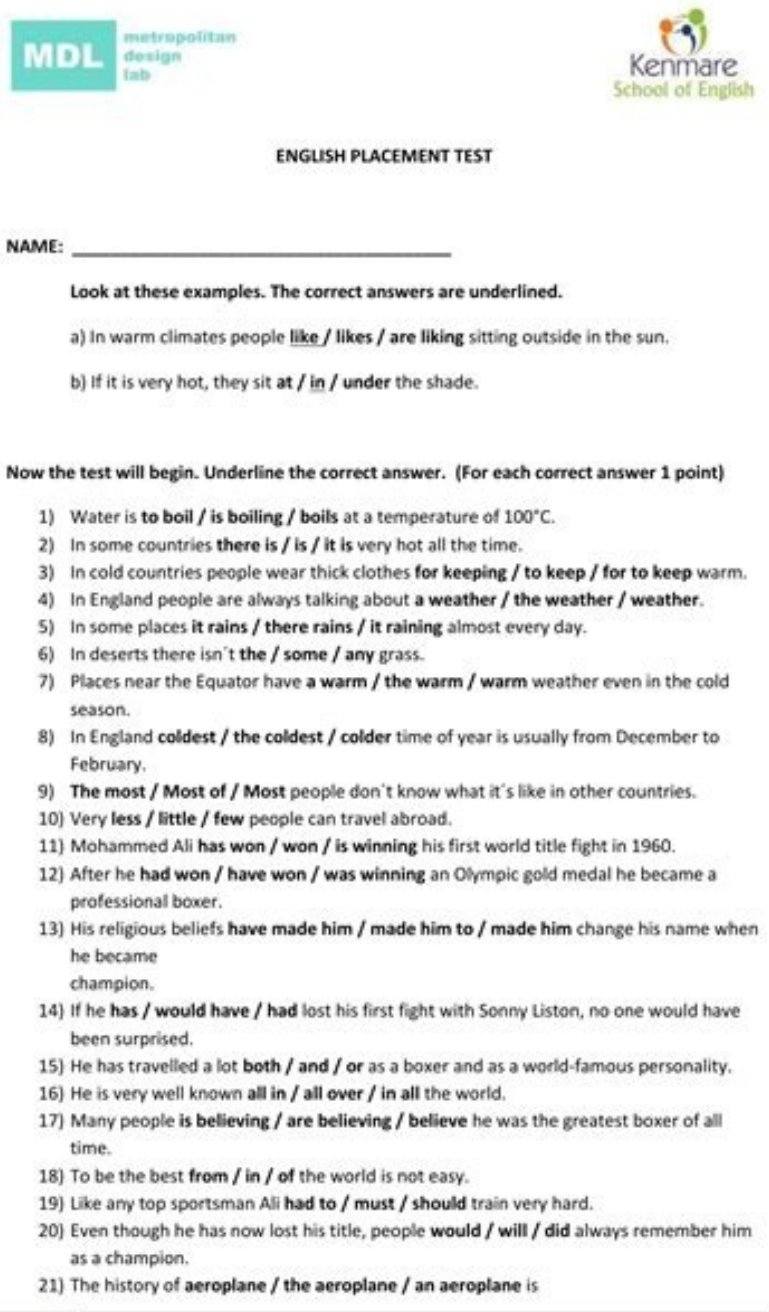 MDL
metropolitan
design
lab
Kenmare
School of English
ENGLISH PLACEMENT TEST
NAME: ___________________________________
Look at these examples. The correct answers are underlined.
a) In warm climates people like / likes / are liking sitting outside in the sun.
b) If it is very hot, they sit at / in / under the shade.
Now the test will begin. Underline the correct answer. (For each correct answer 1 point)
1) Water is to boil / is boiling / boils at a temperature of 100°C.
2) In some countries there is / is / it is very hot all the time.
3) In cold countries people wear thick clothes for keeping / to keep / for to keep warm.
4) In England people are always talking about a weather / the weather / weather.
5) In some places it rains / there rains / it raining almost every day.
6) In deserts there isn´t the / some / any grass.
7) Places near the Equator have a warm / the warm / warm weather even in the cold
season.
8) In England coldest / the coldest / colder time of year is usually from December to
February.
9) The most / Most of / Most people don´t know what it´s like in other countries.
10) Very less / little / few people can travel abroad.
11) Mohammed Ali has won / won / is winning his first world title fight in 1960.
12) After he had won / have won / was winning an Olympic gold medal he became a
professional boxer.
13) His religious beliefs have made him / made him to / made him change his name when
he became
champion.
14) If he has / would have / had lost his first fight with Sonny Liston, no one would have
been surprised.
15) He has travelled a lot both / and / or as a boxer and as a world-famous personality.
16) He is very well known all in / all over / in all the world.
17) Many people is believing / are believing / believe he was the greatest boxer of all
time.
18) To be the best from / in / of the world is not easy.
19) Like any top sportsman Ali had to / must / should train very hard.
20) Even though he has now lost his title, people would / will / did always remember him
as a champion.
21) The history of aeroplane / the aeroplane / an aeroplane is